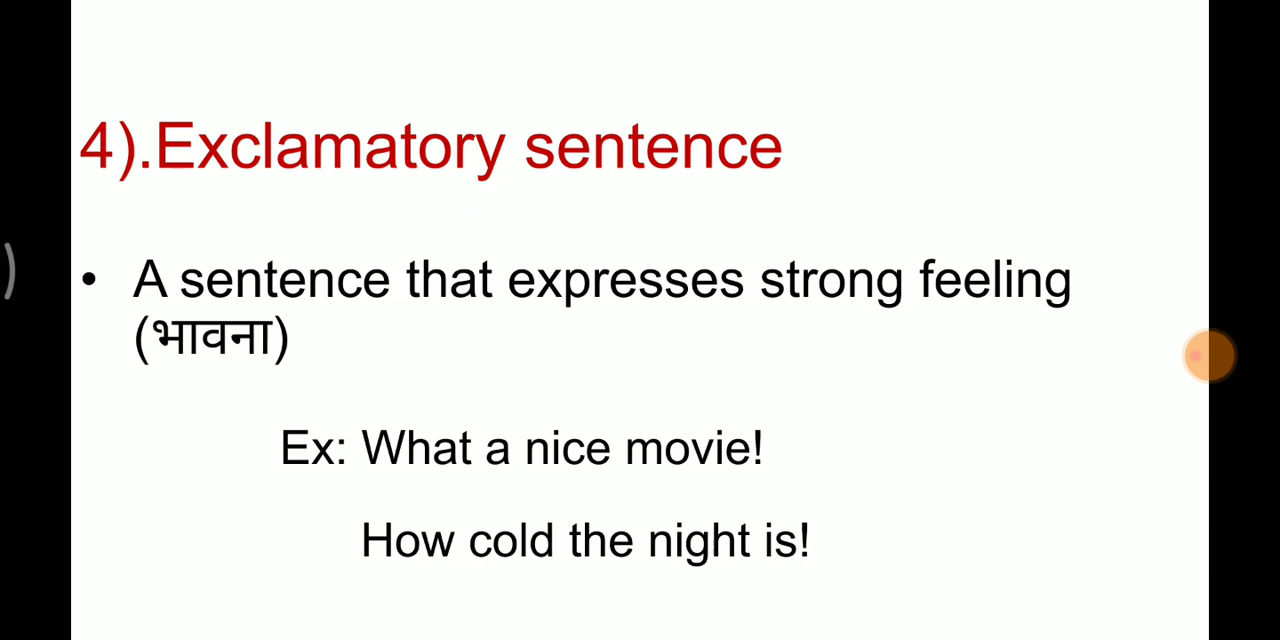 4).Exclamatory sentence
• A sentence that expresses strong feeling
(भावना)
Ex: What a nice movie!
How cold the night is!